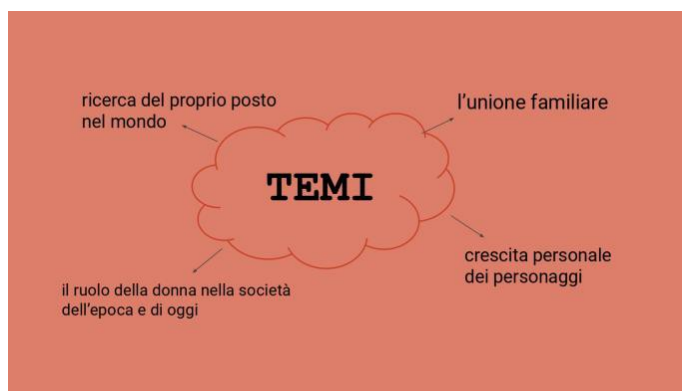 ricerca del proprio posto
nel mondo
l'unione familiare
TEMI
crescita personale
dei personaggi
il ruolo della donna nella società
dell'epoca e di oggi